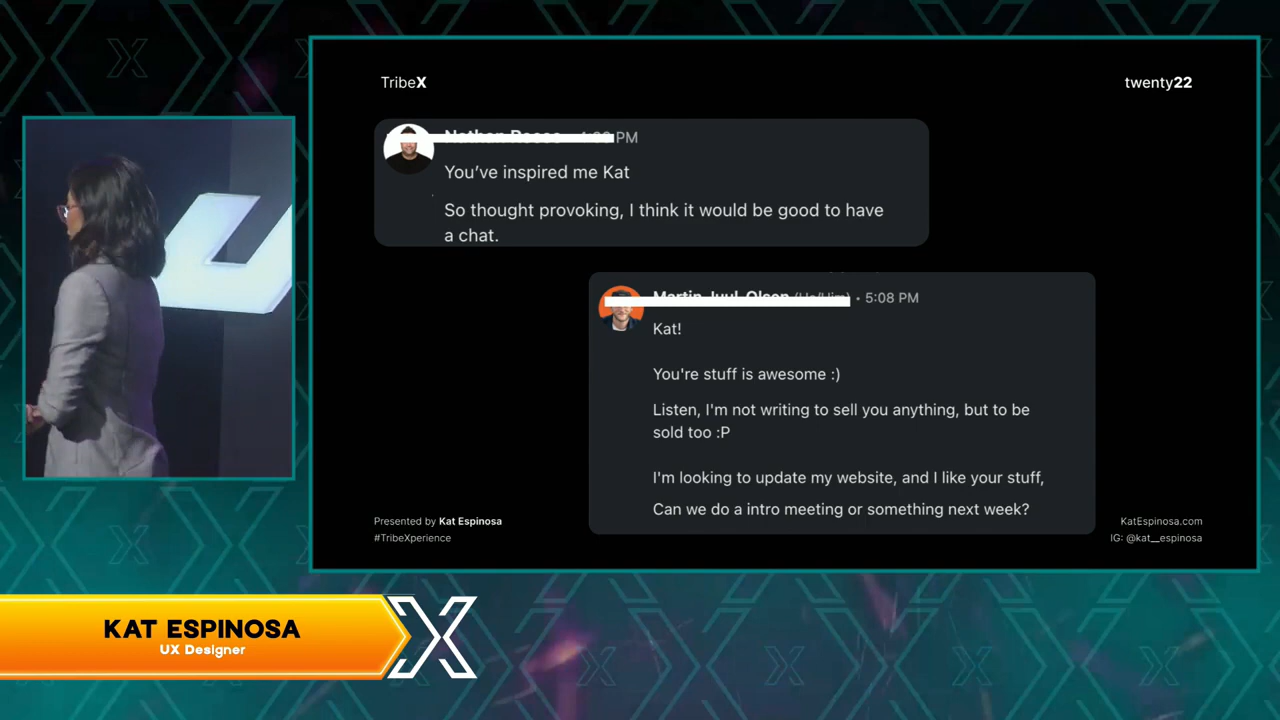 TribeX
twenty22
PM
You’ve inspired me Kat
So thought provoking, I think it would be good to have
a chat.
• 5:08 PM
Kat!
You're stuff is awesome :)
Listen, I'm not writing to sell you anything, but to be
sold too :P
I'm looking to update my website, and I like your stuff,
Can we do a intro meeting or something next week?
Presented by Kat Espinosa
#TribeXperience
KatEspinosa.com
IG: @kat__espinosa
KAT ESPINOSA
UX Designer
X